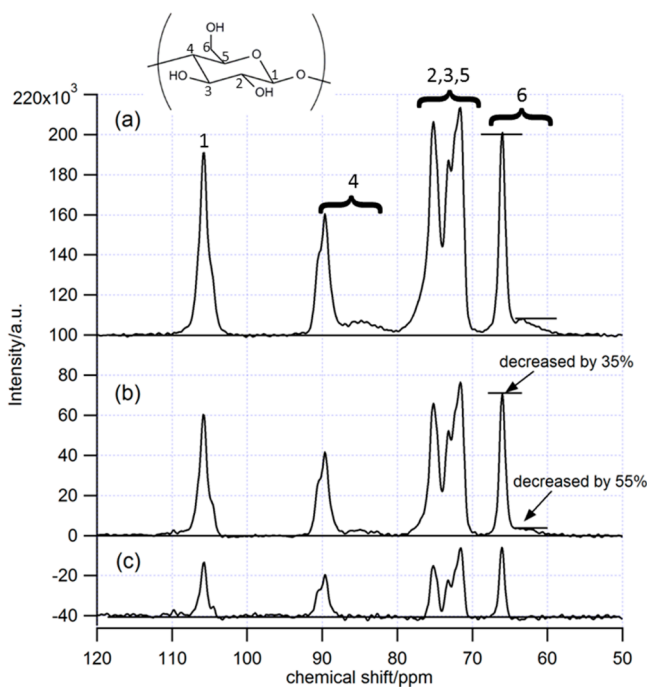 OH
6
4
5
O
HO
3
2
OH
1
O
220x10³
(a)
2,3,5
6
200
1
180
4
160
140
120
100
80
decreased by 35%
(b)
60
40
decreased by 55%
20
0
(c)
-20
-40
120 110 100 90 80 70 60 50
chemical shift/ppm
Intensity/a.u.